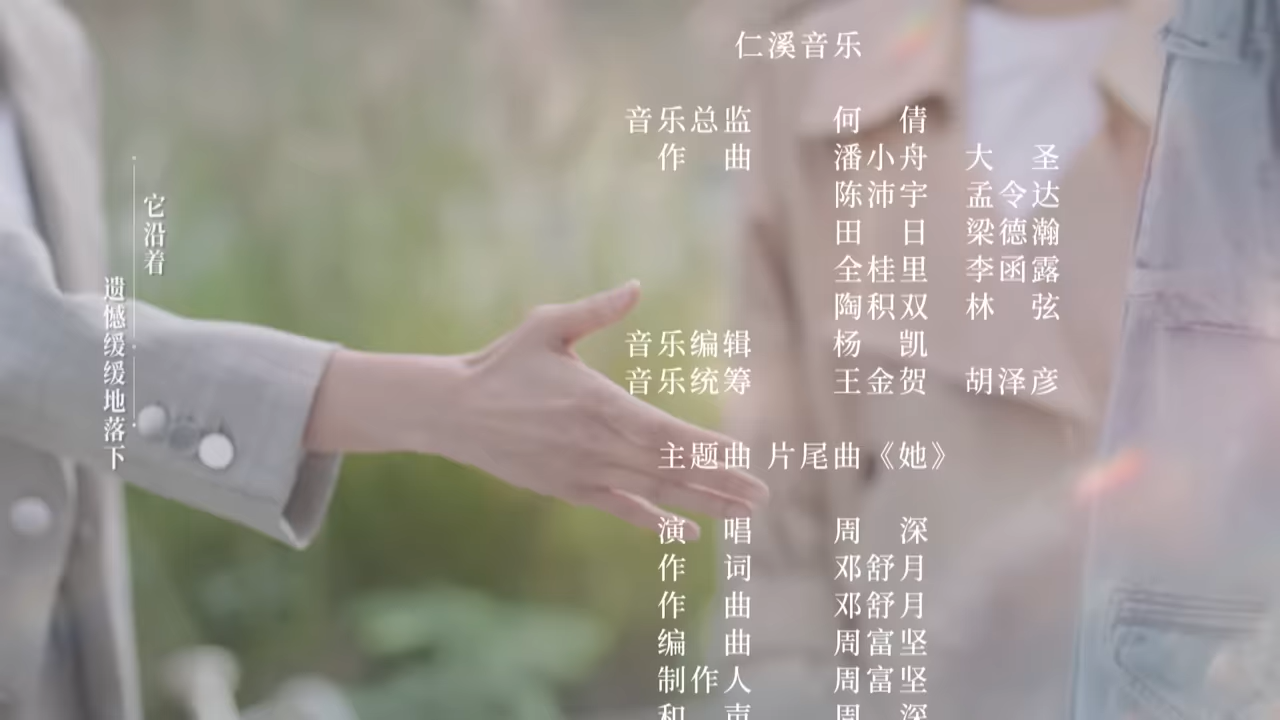 它沿着
遗憾缓缓地落下
仁溪音乐
音乐总监 何倩
作曲 潘小舟 大圣
陈沛宇 孟令达
田日 梁德瀚
全桂里 李函露
陶积双 林弦
音乐编辑 杨凯
音乐统筹 王金贺 胡泽彦
主题曲 片尾曲《她》
演唱 周深
作词 邓舒月
作曲 邓舒月
编曲 周富坚
制作人 周富坚
和声 周深